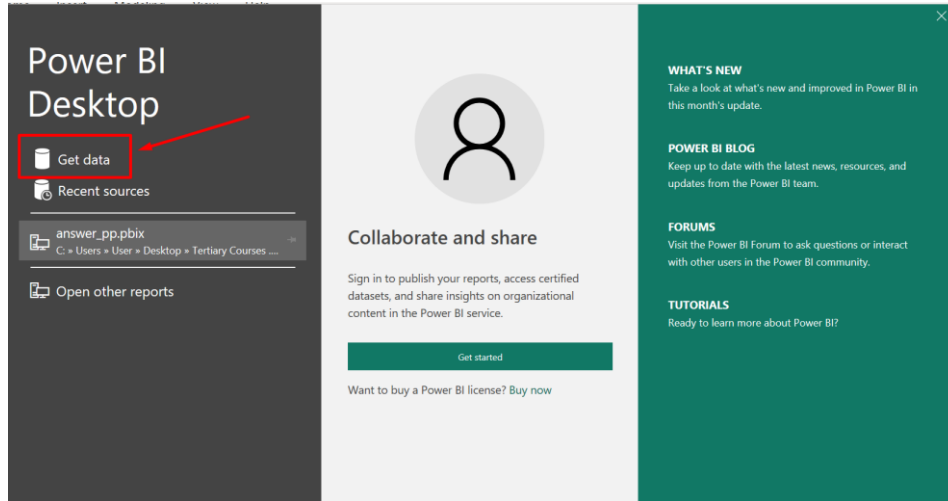 Power BI
Desktop
Get data
Recent sources
answer_pp.pbix
C: » Users » User » Desktop » Tertiary Courses ....
Open other reports
Collaborate and share
Sign in to publish your reports, access certified
datasets, and share insights on organizational
content in the Power BI service.
Get started
Want to buy a Power BI license? Buy now
WHAT'S NEW
Take a look at what's new and improved in Power BI in
this month's update.
POWER BI BLOG
Keep up to date with the latest news, resources, and
updates from the Power BI team.
FORUMS
Visit the Power BI Forum to ask questions or interact
with other users in the Power BI community.
TUTORIALS
Ready to learn more about Power BI?